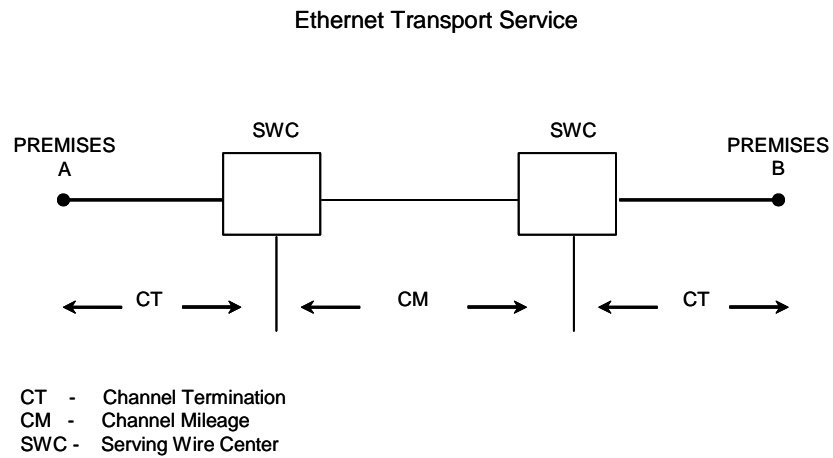 Ethernet Transport Service
SWC
SWC
PREMISES
A
PREMISES
B
CT
CM
CT
CT - Channel Termination
CM - Channel Mileage
SWC - Serving Wire Center